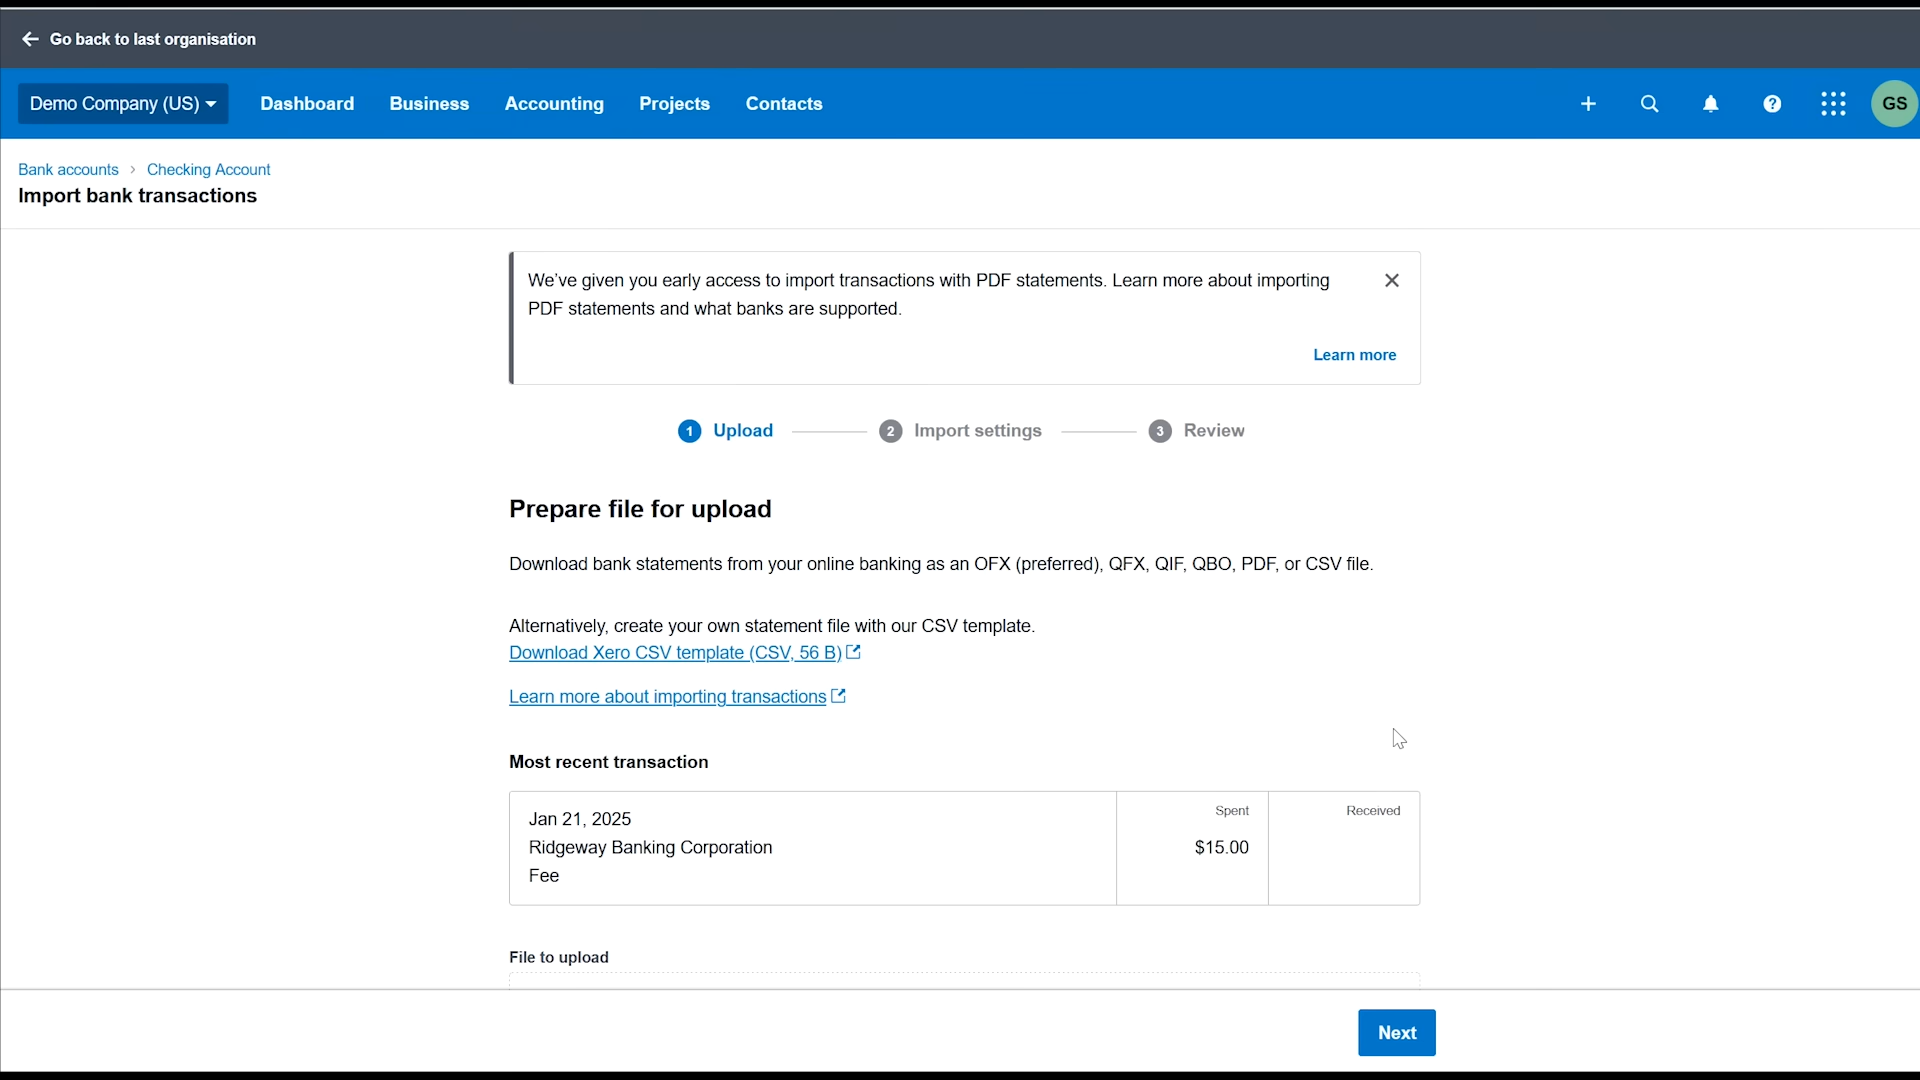 Go back to last organisation
Demo Company (US)
Dashboard
Business
Accounting
Projects
Contacts
GS
Bank accounts
Checking Account
Import bank transactions
We've given you early access to import transactions with PDF statements. Learn more about importing
PDF statements and what banks are supported.
Learn more
1 Upload
2 Import settings
3 Review
Prepare file for upload
Download bank statements from your online banking as an OFX (preferred), QFX, QIF, QBO, PDF, or CSV file.
Alternatively, create your own statement file with our CSV template.
Download Xero CSV template (CSV, 56 B)
Learn more about importing transactions
Most recent transaction
Jan 21, 2025
Ridgeway Banking Corporation
Fee
Spent
$15.00
Received
File to upload
Next